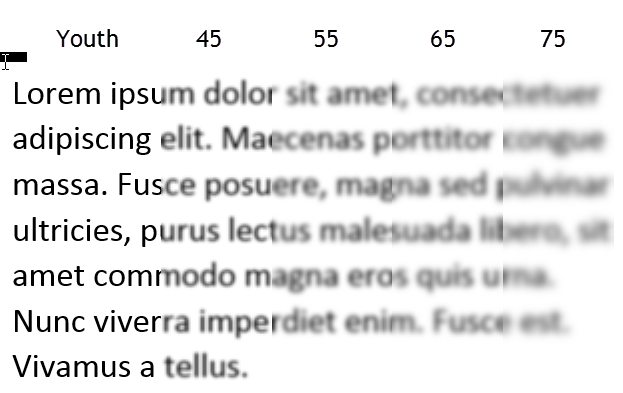 Youth 45 55 65 75
Lorem ipsum dolor sit amet, consectetuer
adipiscing elit. Maecenas porttitor congue
massa. Fusce posuere, magna sed pulvinar
ultricies, purus lectus malesuada libero, sit
amet commodo magna eros quis urna.
Nunc viverra imperdiet enim. Fusce est.
Vivamus a tellus.